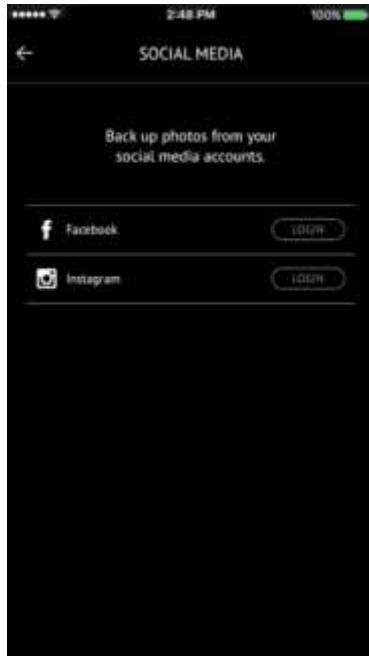 2:48 PM 100%
SOCIAL MEDIA
Back up photos from your
social media accounts.
Facebook LOGIN
Instagram LOGIN